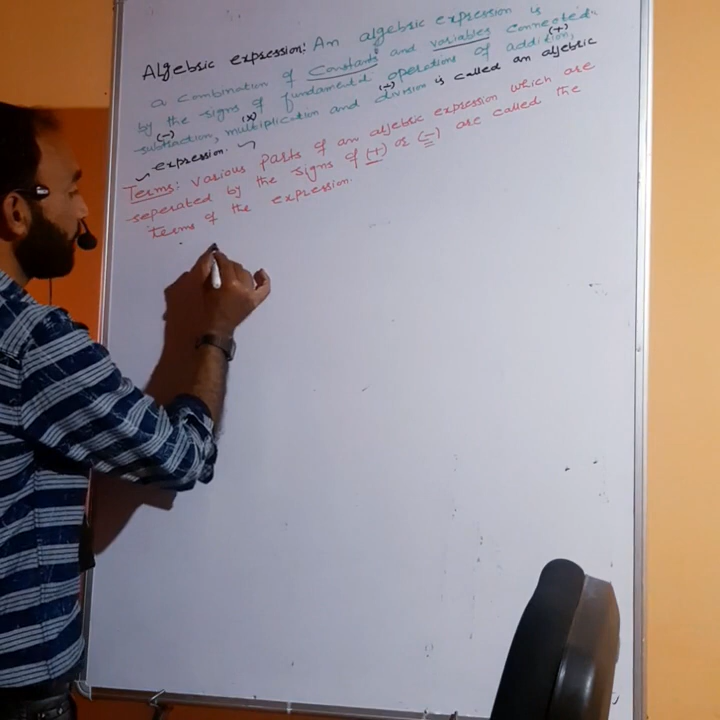 Algebric expression: An algebric expression is
a combination of Constants and variables connected
by the signs of fundamental operations of addition, (+)
subtraction, (-) multiplication (x) and division (÷) is called an algebric
expression.
Terms: Various parts of an algebric expression which are
seperated by the signs of (+) or (-) are called the
terms of the expression.